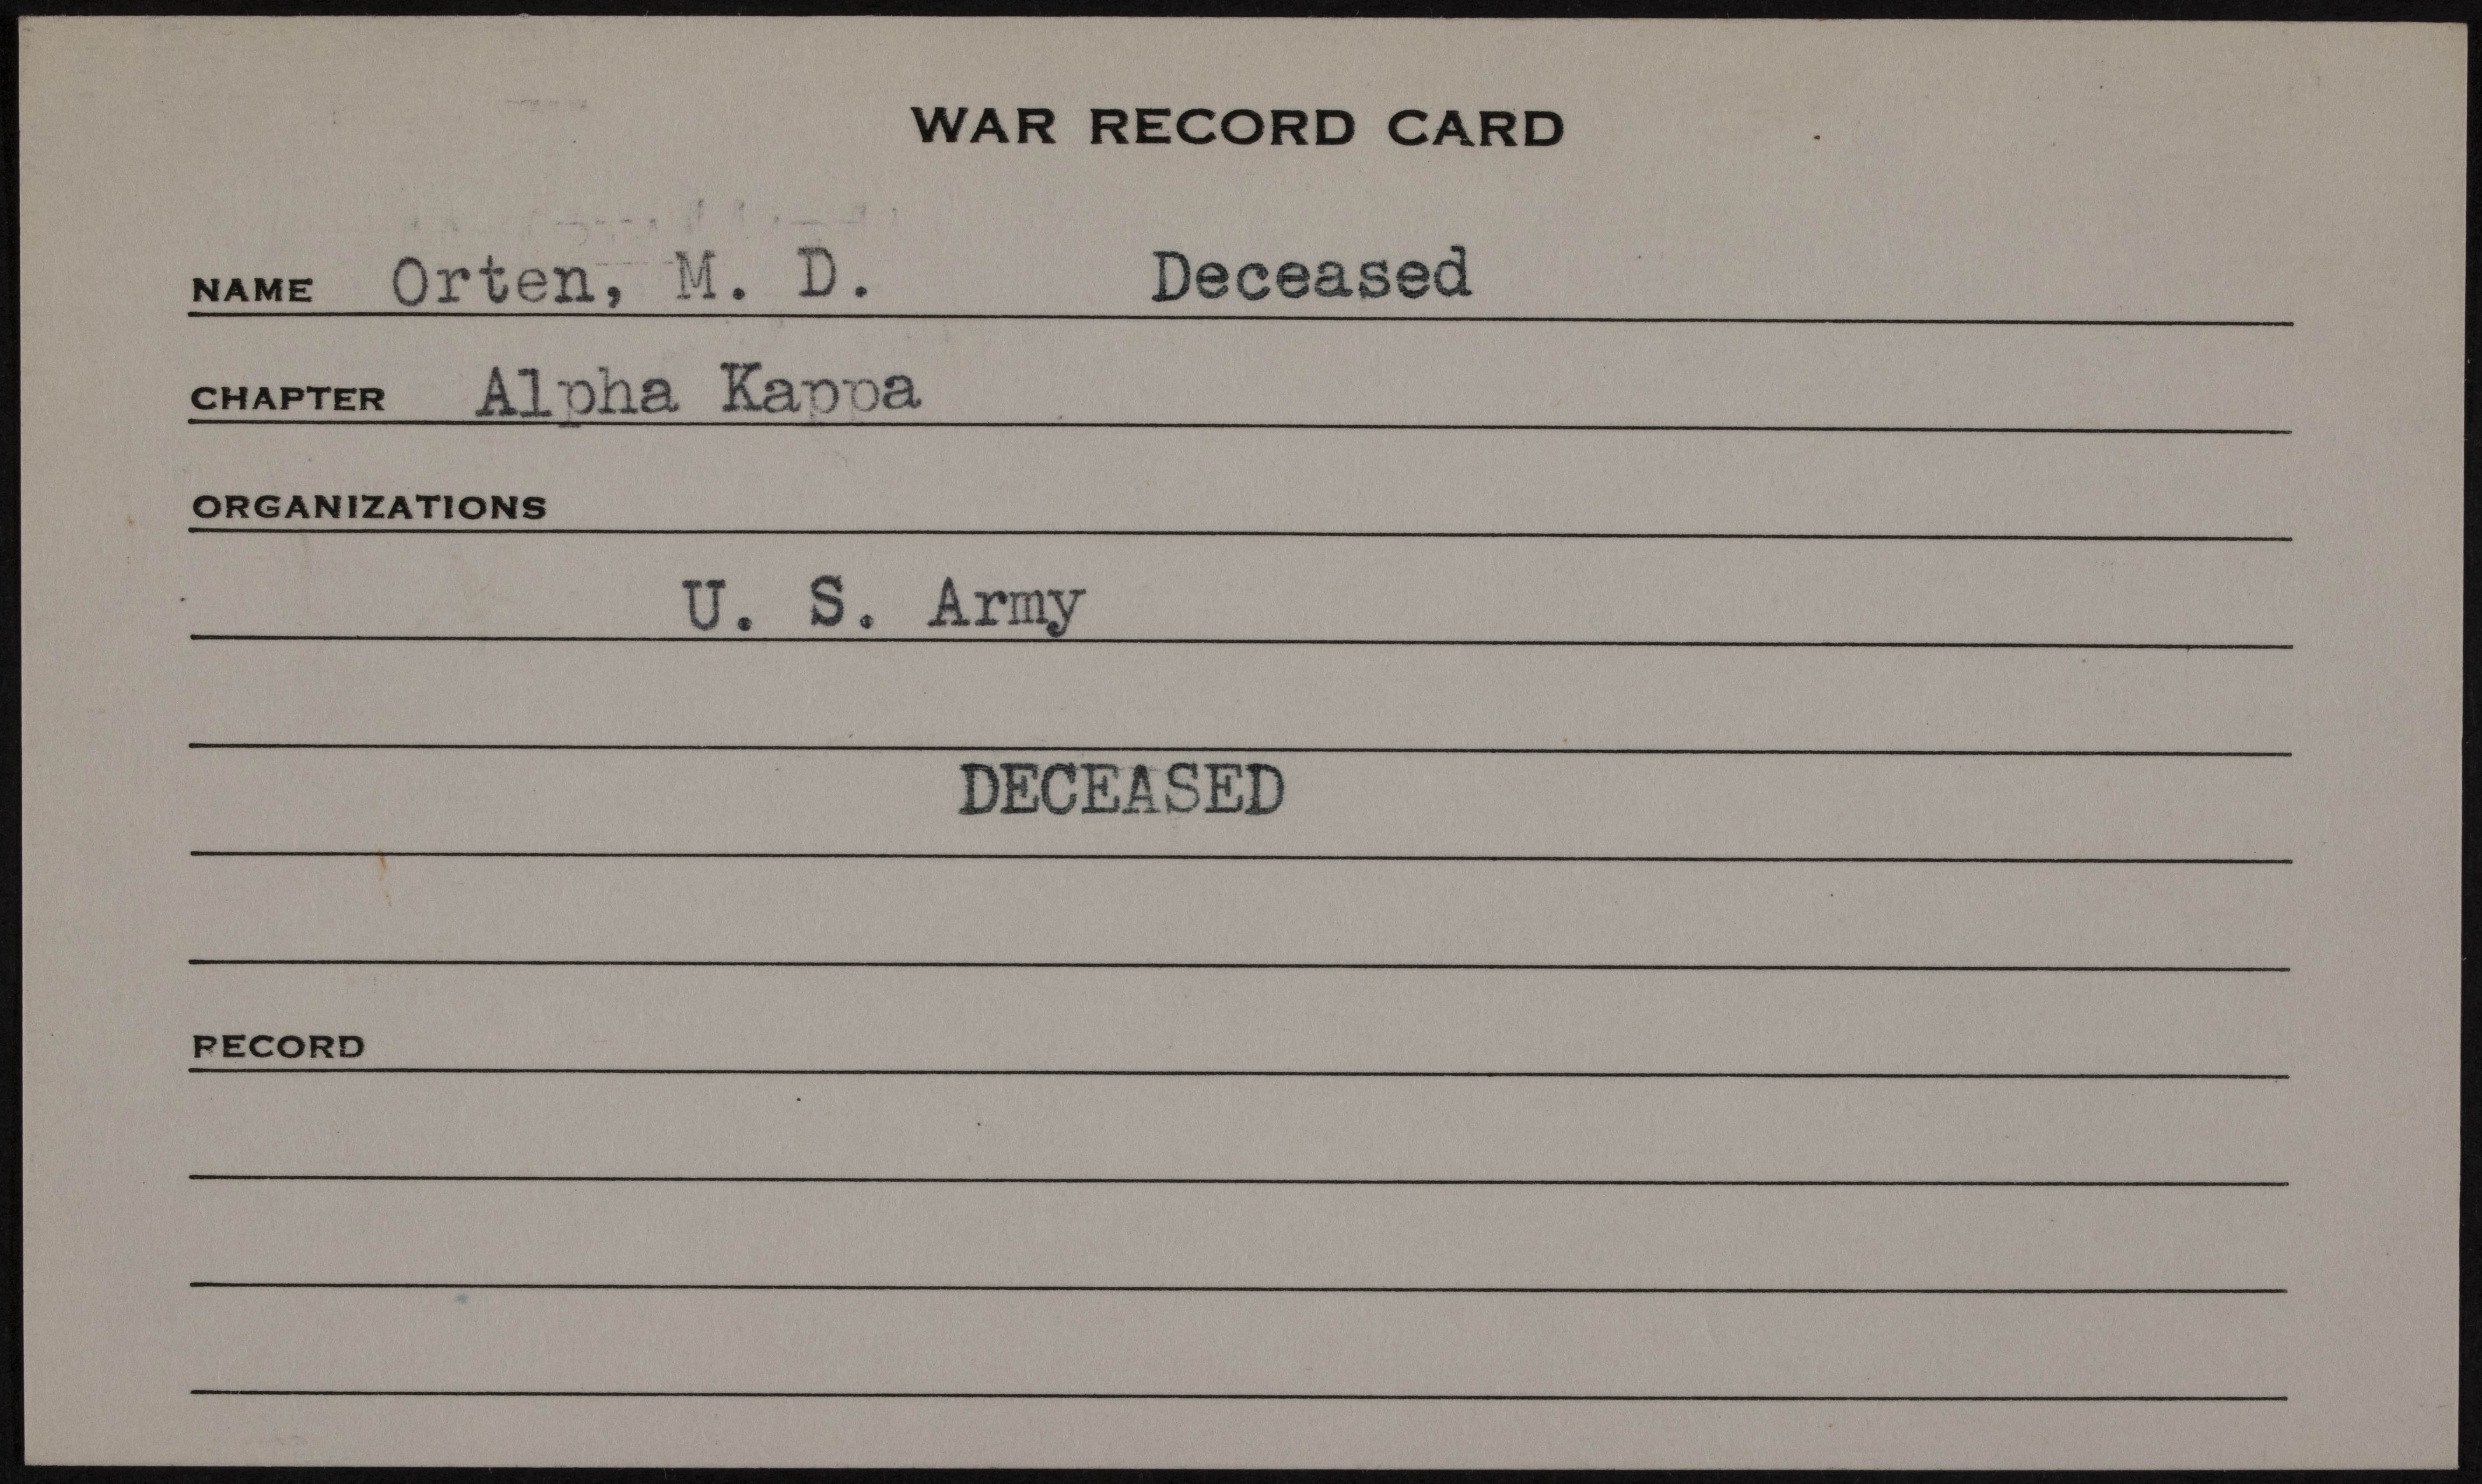 WAR RECORD CARD
NAME Orten, M. D. Deceased
CHAPTER Alpha Kappa
ORGANIZATIONS
U. S. Army
DECEASED
RECORD